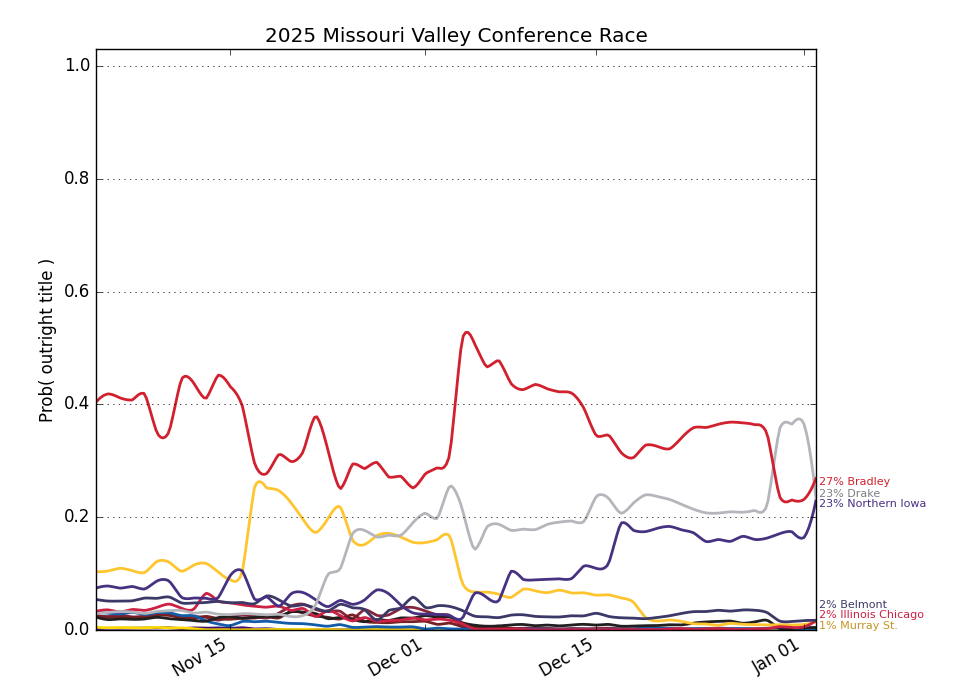 2025 Missouri Valley Conference Race
Prob( outright title )
1.0
0.8
0.6
0.4
0.2
0.0
27% Bradley
23% Drake
23% Northern Iowa
2% Belmont
2% Illinois Chicago
1% Murray St.
Nov 15
Dec 01
Dec 15
Jan 01